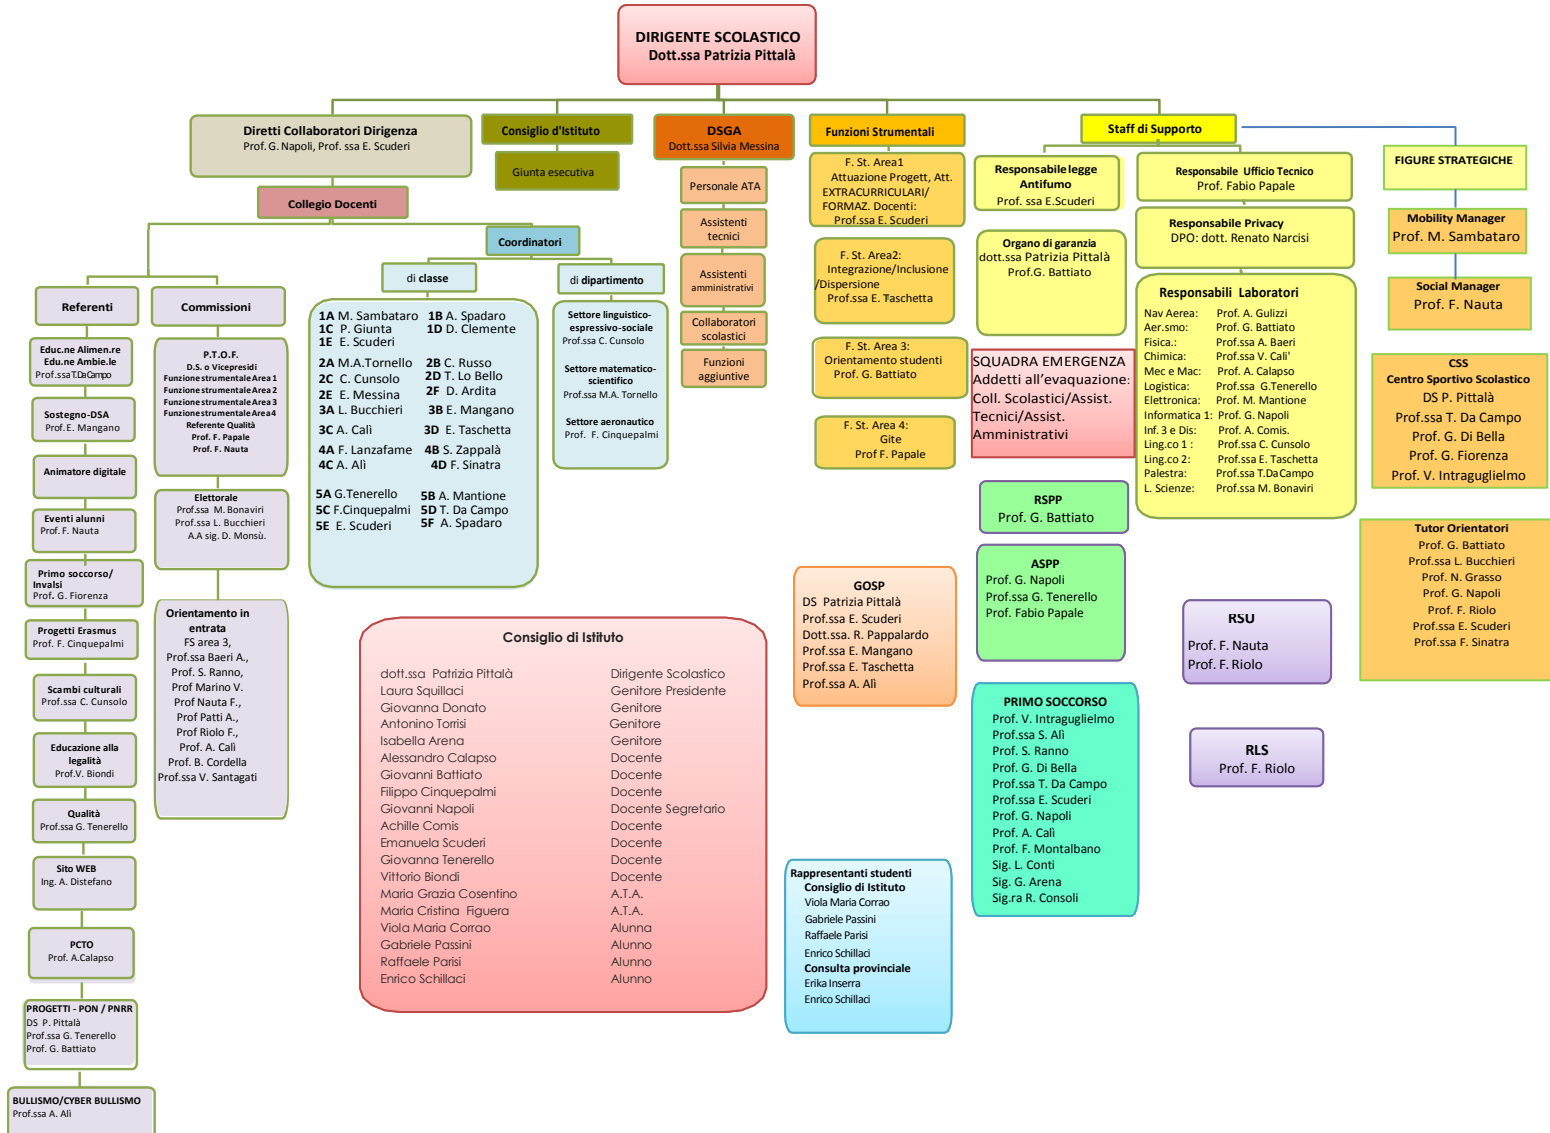 DIRIGENTE SCOLASTICO
Dott.ssa Patrizia Pittalà
Diretti Collaboratori Dirigenza
Prof. G. Napoli, Prof. ssa E. Scuderi
Consiglio d'Istituto
Giunta esecutiva
DSGA
Dott.ssa Silvia Messina
Personale ATA
Assistenti
tecnici
Assistenti
amministrativi
Collaboratori
scolastici
Funzioni
aggiuntive
Funzioni Strumentali
F. St. Area1
Attuazione Progett, Att.
EXTRACURRICULARI/
FORMAZ. Docenti:
Prof.ssa E. Scuderi
F. St. Area2:
Integrazione/Inclusione
/Dispersione
Prof.ssa E. Taschetta
F. St. Area 3:
Orientamento studenti
Prof. G. Battiato
F. St. Area 4:
Gite
Prof F. Papale
Staff di Supporto
Responsabile legge
Antifumo
Prof. ssa E.Scuderi
Organo di garanzia
dott.ssa Patrizia Pittalà
Prof.G. Battiato
SQUADRA EMERGENZA
Addetti all'evaquazione:
Coll. Scolastici/Assist.
Tecnici/Assist.
Amministrativi
Responsabile Ufficio Tecnico
Prof. Fabio Papale
Responsabile Privacy
DPO: dott. Renato Narcisi
Responsabili Laboratori
Nav Aerea: Prof. A. Gulizzi
Aer.smo: Prof. G. Battiato
Fisica.: Prof.ssa A. Baeri
Chimica: Prof.ssa V. Cali'
Mec e Mac: Prof. A. Calapso
Logistica: Prof.ssa G.Tenerello
Elettronica: Prof. M. Mantione
Informatica 1: Prof. G. Napoli
Inf. 3 e Dis: Prof. A. Comis.
Ling.co 1 : Prof.ssa C. Cunsolo
Ling.co 2: Prof.ssa E. Taschetta
Palestra: Prof.ssa T.DaCampo
L. Scienze: Prof.ssa M. Bonaviri
FIGURE STRATEGICHE
Mobility Manager
Prof. M. Sambataro
Social Manager
Prof. F. Nauta
CSS
Centro Sportivo Scolastico
DS P. Pittalà
Prof.ssa T. Da Campo
Prof. G. Di Bella
Prof. G. Fiorenza
Prof. V. Intraguglielmo
Tutor Orientatori
Prof. G. Battiato
Prof.ssa L. Bucchieri
Prof. N. Grasso
Prof. G. Napoli
Prof. F. Riolo
Prof.ssa E. Scuderi
Prof.ssa F. Sinatra
Collegio Docenti
Coordinatori
di classe
1A M. Sambataro 1B A. Spadaro
1C P. Giunta 1D D. Clemente
1E E. Scuderi
2A M.A.Tornello 2B C. Russo
2C C. Cunsolo 2D T. Lo Bello
2E E. Messina 2F D. Ardita
3A L. Bucchieri 3B E. Mangano
3C A. Calì 3D E. Taschetta
4A F. Lanzafame 4B S. Zappalà
4C A. Alì 4D F. Sinatra
5A G.Tenerello 5B A. Mantione
5C F.Cinquepalmi 5D T. Da Campo
5E E. Scuderi 5F A. Spadaro
di dipartimento
Settore linguistico-
espressivo-sociale
Prof.ssa C. Cunsolo
Settore matematico-
scientifico
Prof.ssa M.A. Tornello
Settore aeronautico
Prof. F. Cinquepalmi
Referenti
Educ.ne Alimen.re
Edu.ne Ambie.le
Prof.ssaT.DaCampo
Sostegno-DSA
Prof.E. Mangano
Animatore digitale
Eventi alunni
Prof. F. Nauta
Primo soccorso/
Invalsi
Prof. G. Fiorenza
Progetti Erasmus
Prof. F. Cinquepalmi
Scambi culturali
Prof.ssa C. Cunsolo
Educazione alla
legalità
Prof.V. Biondi
Qualità
Prof.ssa G. Tenerello
Sito WEB
Ing. A. Distefano
PCTO
Prof. A.Calapso
PROGETTI - PON / PNRR
DS P. Pittalà
Prof.ssa G. Tenerello
Prof. G. Battiato
BULLISMO/CYBER BULLISMO
Prof.ssa A. Alì
Commissioni
P.T.O.F.
D.S. o Vicepresidi
Funzione strumentale Area 1
Funzione strumentale Area 2
Funzione strumentale Area 3
Funzione strumentale Area 4
Referente Qualità
Prof. F. Papale
Prof. F. Nauta
Elettorale
Prof.ssa M. Bonaviri
Prof.ssa L. Bucchieri
A.A sig. D. Monsù.
Orientamento in
entrata
FS area 3,
Prof.ssa Baeri A.,
Prof. S. Ranno,
Prof Marino V.
Prof Nauta F.,
Prof Patti A.,
Prof Riolo F.,
Prof. A. Calì
Prof. B. Cordella
Prof.ssa V. Santagati
Consiglio di Istituto
dott.ssa Patrizia Pittalà Dirigente Scolastico
Laura Squillaci Genitore Presidente
Giovanna Donato Genitore
Antonino Torrisi Genitore
Isabella Arena Genitore
Alessandro Calapso Docente
Giovanni Battiato Docente
Filippo Cinquepalmi Docente
Giovanni Napoli Docente Segretario
Achille Comis Docente
Emanuela Scuderi Docente
Giovanna Tenerello Docente
Vittorio Biondi Docente
Maria Grazia Cosentino A.T.A.
Maria Cristina Figuera A.T.A.
Viola Maria Corrao Alunna
Gabriele Passini Alunno
Raffaele Parisi Alunno
Enrico Schillaci Alunno
GOSP
DS Patrizia Pittalà
Prof.ssa E. Scuderi
Dott.ssa. R. Pappalardo
Prof.ssa E. Mangano
Prof.ssa E. Taschetta
Prof.ssa A. Alì
Rappresentanti studenti
Consiglio di Istituto
Viola Maria Corrao
Gabriele Passini
Raffaele Parisi
Enrico Schillaci
Consulta provinciale
Erika Inserra
Enrico Schillaci
RSPP
Prof. G. Battiato
ASPP
Prof. G. Napoli
Prof.ssa G. Tenerello
Prof. Fabio Papale
PRIMO SOCCORSO
Prof. V. Intraguglielmo
Prof.ssa S. Alì
Prof. S. Ranno
Prof. G. Di Bella
Prof.ssa T. Da Campo
Prof.ssa E. Scuderi
Prof. G. Napoli
Prof. A. Calì
Prof. F. Montalbano
Sig. L. Conti
Sig. G. Arena
Sig.ra R. Consoli
RSU
Prof. F. Nauta
Prof. F. Riolo
RLS
Prof. F. Riolo